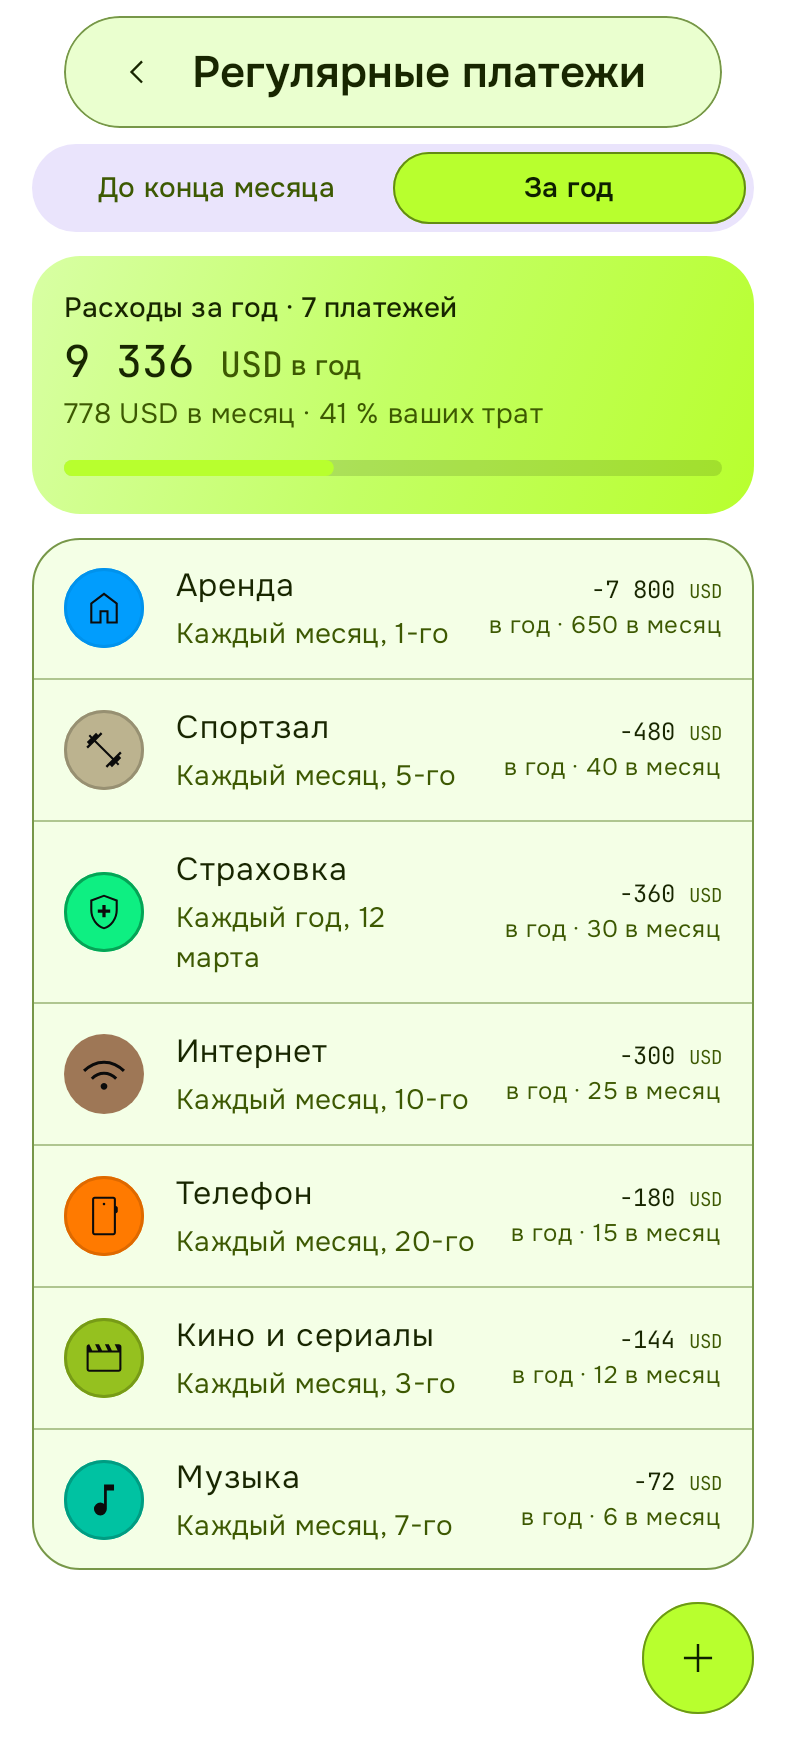 Регулярные платежи
До конца месяца
За год
Расходы за год · 7 платежей
9 336 USD в год
778 USD в месяц · 41 % ваших трат
Аренда
Каждый месяц, 1-го
-7 800 USD
в год · 650 в месяц
Спортзал
Каждый месяц, 5-го
-480 USD
в год · 40 в месяц
Страховка
Каждый год, 12
марта
-360 USD
в год · 30 в месяц
Интернет
Каждый месяц, 10-го
-300 USD
в год · 25 в месяц
Телефон
Каждый месяц, 20-го
-180 USD
в год · 15 в месяц
Кино и сериалы
Каждый месяц, 3-го
-144 USD
в год · 12 в месяц
Музыка
Каждый месяц, 7-го
-72 USD
в год · 6 в месяц